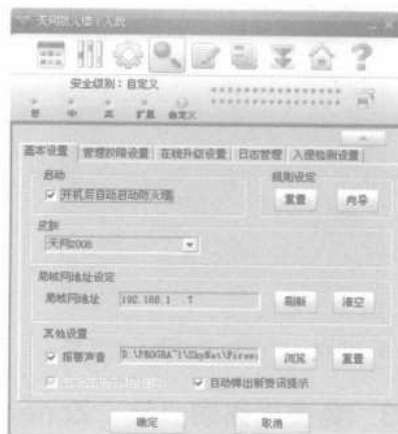 天网防火墙个人版
安全级别：自定义
低 中 高 扩展 自定义
基本设置 管理权限设置 在线升级设置 日志管理 入侵检测设置
启动
开机后自动启动防火墙
规则设定
重置 向导
皮肤
天网2006
局域网地址设定
局域网地址 192.168.1 .7 刷新 清空
其他设置
报警声音 D:\PROGRA~1\SkyNet\Firew 浏览 重置
自动弹出新资讯提示
确定 取消